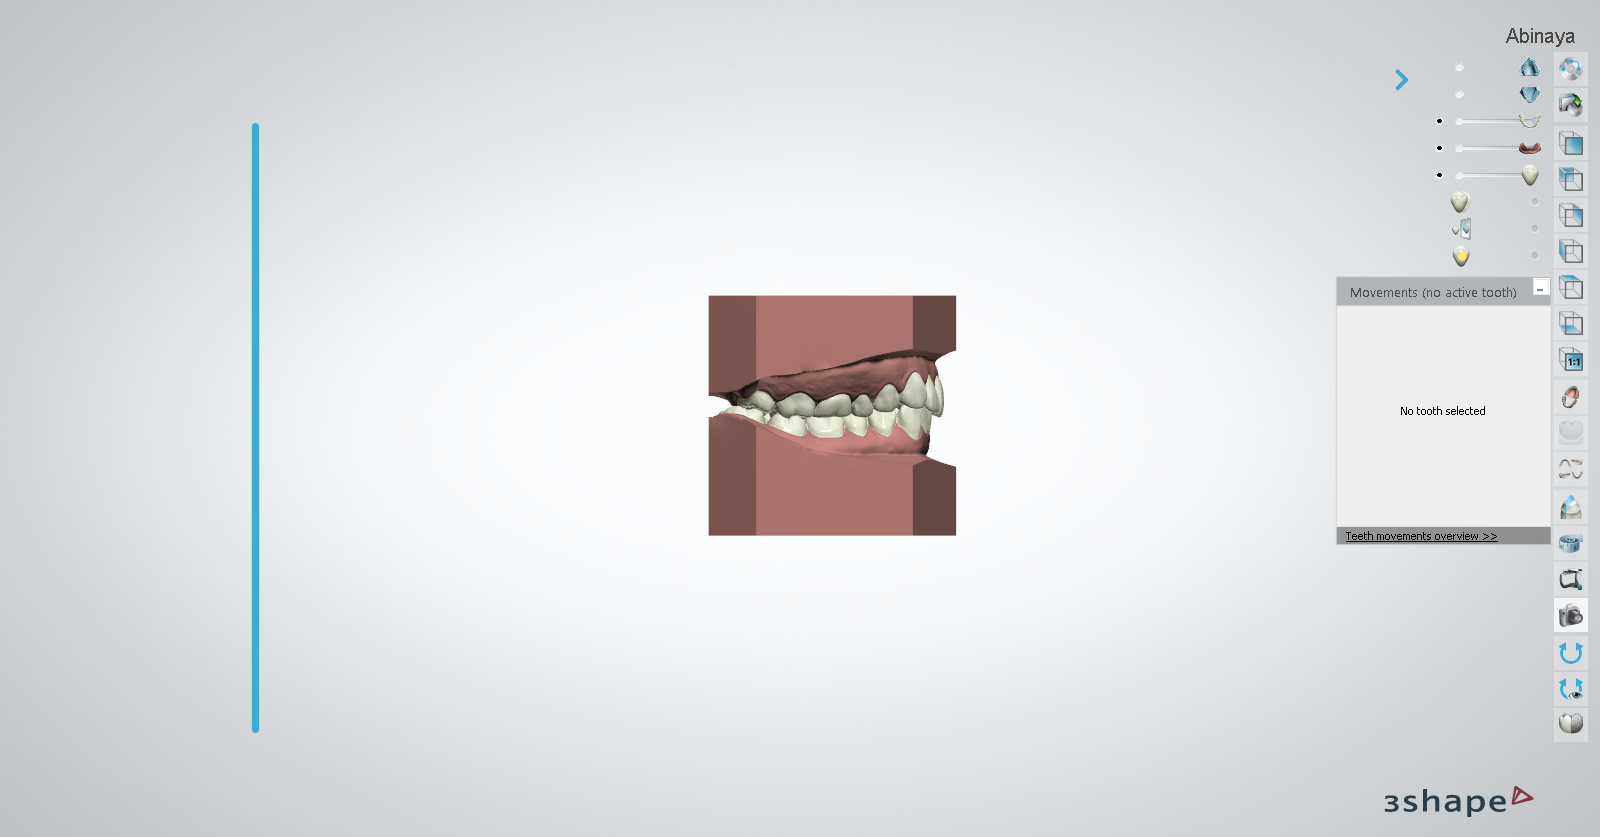 Abinaya
Movements (no active tooth)
1:1
No tooth selected
Teeth movements overview >>
3shape